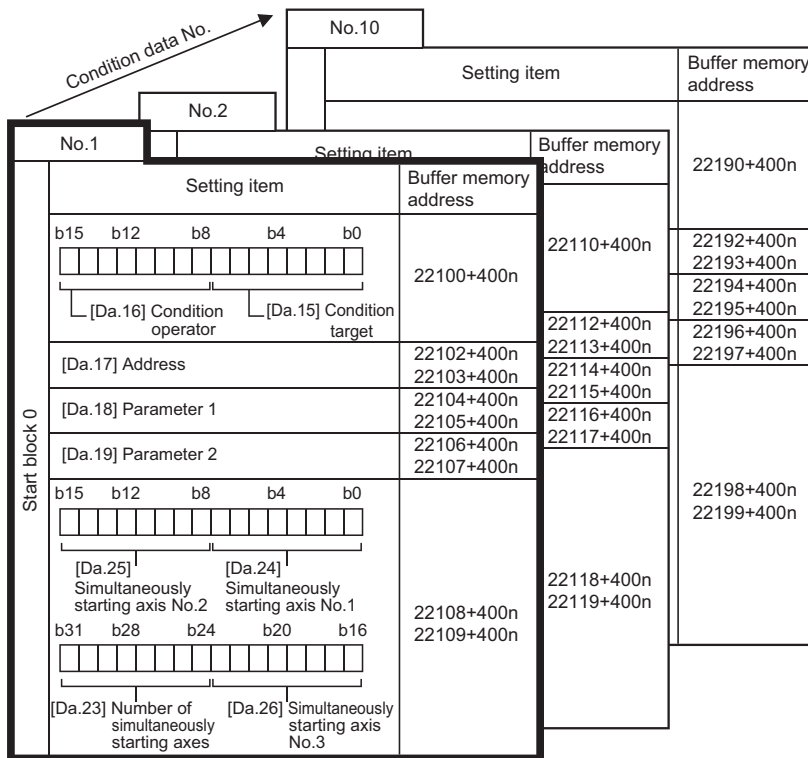 Condition data No.
No.10
Setting item
Buffer memory
address
22190+400n
22192+400n
22193+400n
22194+400n
22195+400n
22196+400n
22197+400n
22198+400n
22199+400n
No.2
Setting item
Buffer memory
address
22110+400n
22112+400n
22113+400n
22114+400n
22115+400n
22116+400n
22117+400n
22118+400n
22119+400n
No.1
Start block 0
Setting item
Buffer memory
address
b15 b12 b8 b4 b0
[Da.16] Condition
operator
[Da.15] Condition
target
22100+400n
[Da.17] Address
22102+400n
22103+400n
[Da.18] Parameter 1
22104+400n
22105+400n
[Da.19] Parameter 2
22106+400n
22107+400n
b15 b12 b8 b4 b0
[Da.25]
Simultaneously
starting axis No.2
[Da.24]
Simultaneously
starting axis No.1
22108+400n
22109+400n
b31 b28 b24 b20 b16
[Da.23] Number of
simultaneously
starting axes
[Da.26] Simultaneously
starting axis
No.3